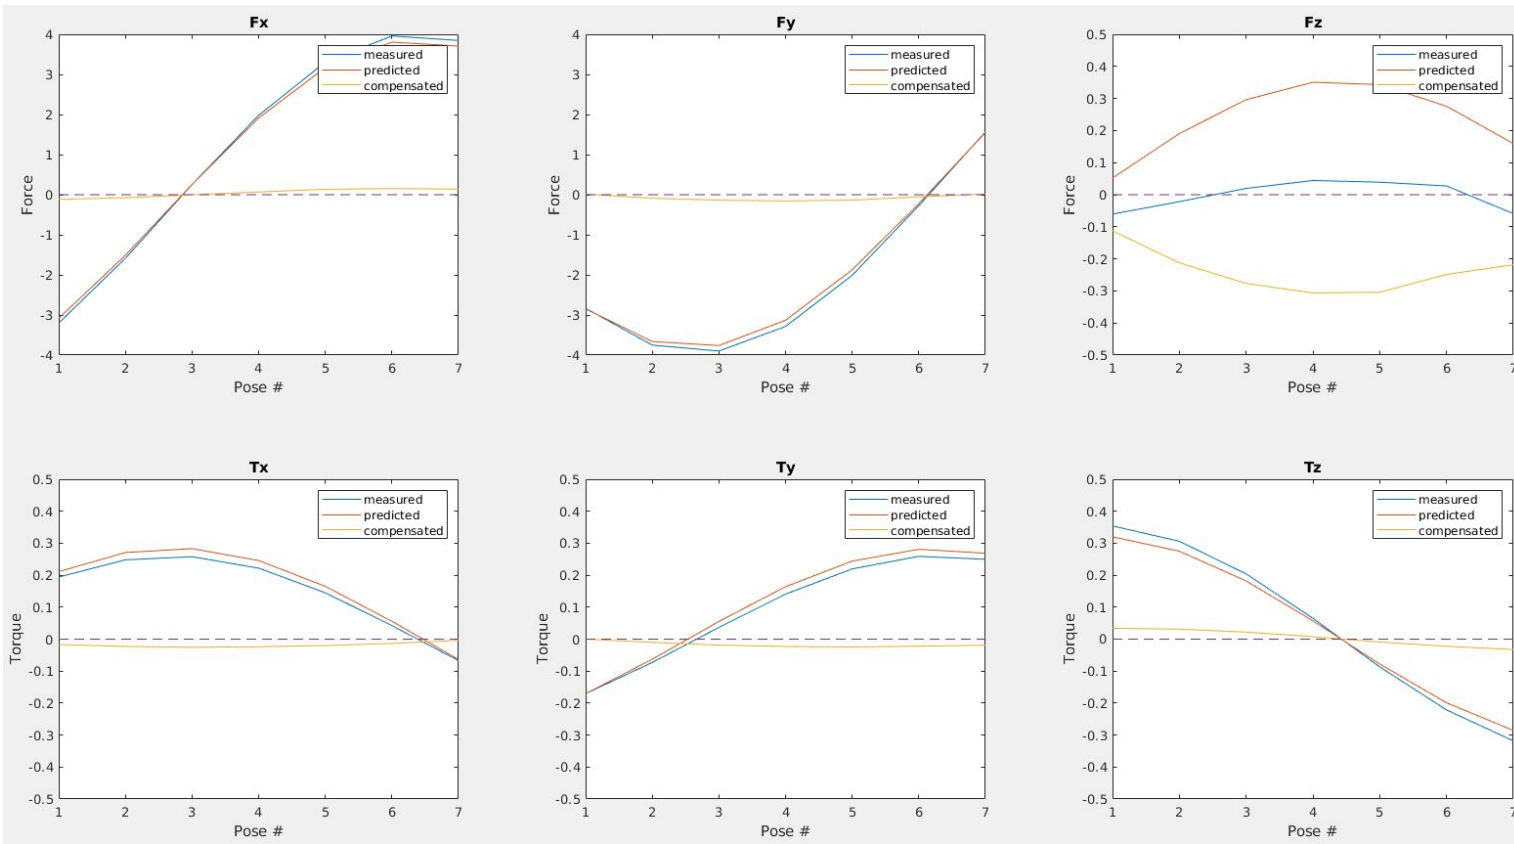 Fx
4
3
2
1
0
-1
-2
-3
-4
Force
measured
predicted
compensated
1 2 3 4 5 6 7
Pose #
Fy
4
3
2
1
0
-1
-2
-3
-4
Force
measured
predicted
compensated
1 2 3 4 5 6 7
Pose #
Fz
0.5
0.4
0.3
0.2
0.1
0
-0.1
-0.2
-0.3
-0.4
-0.5
Force
measured
predicted
compensated
1 2 3 4 5 6 7
Pose #
Tx
0.5
0.4
0.3
0.2
0.1
0
-0.1
-0.2
-0.3
-0.4
-0.5
Torque
measured
predicted
compensated
1 2 3 4 5 6 7
Pose #
Ty
0.5
0.4
0.3
0.2
0.1
0
-0.1
-0.2
-0.3
-0.4
-0.5
Torque
measured
predicted
compensated
1 2 3 4 5 6 7
Pose #
Tz
0.5
0.4
0.3
0.2
0.1
0
-0.1
-0.2
-0.3
-0.4
-0.5
Torque
measured
predicted
compensated
1 2 3 4 5 6 7
Pose #